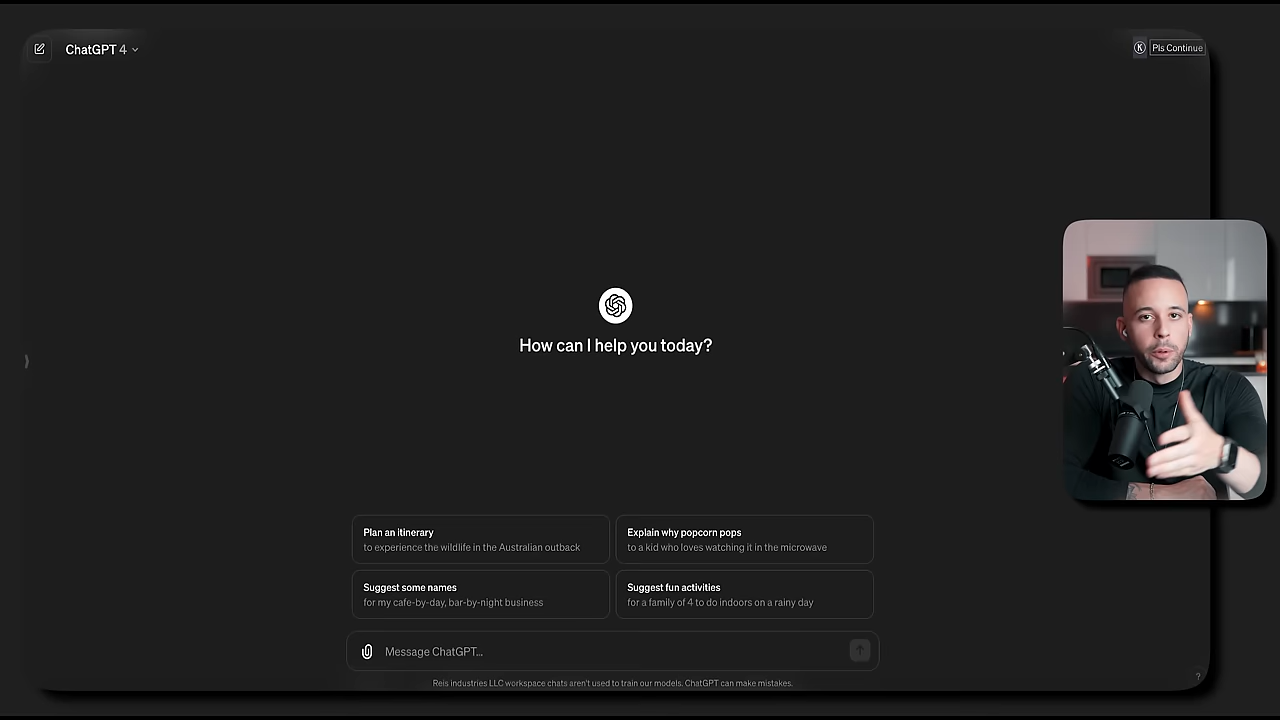 ChatGPT 4
K Pls Continue
How can I help you today?
Plan an itinerary
to experience the wildlife in the Australian outback
Explain why popcorn pops
to a kid who loves watching it in the microwave
Suggest some names
for my cafe-by-day, bar-by-night business
Suggest fun activities
for a family of 4 to do indoors on a rainy day
Message ChatGPT...
Reis industries LLC workspace chats aren't used to train our models. ChatGPT can make mistakes.
?